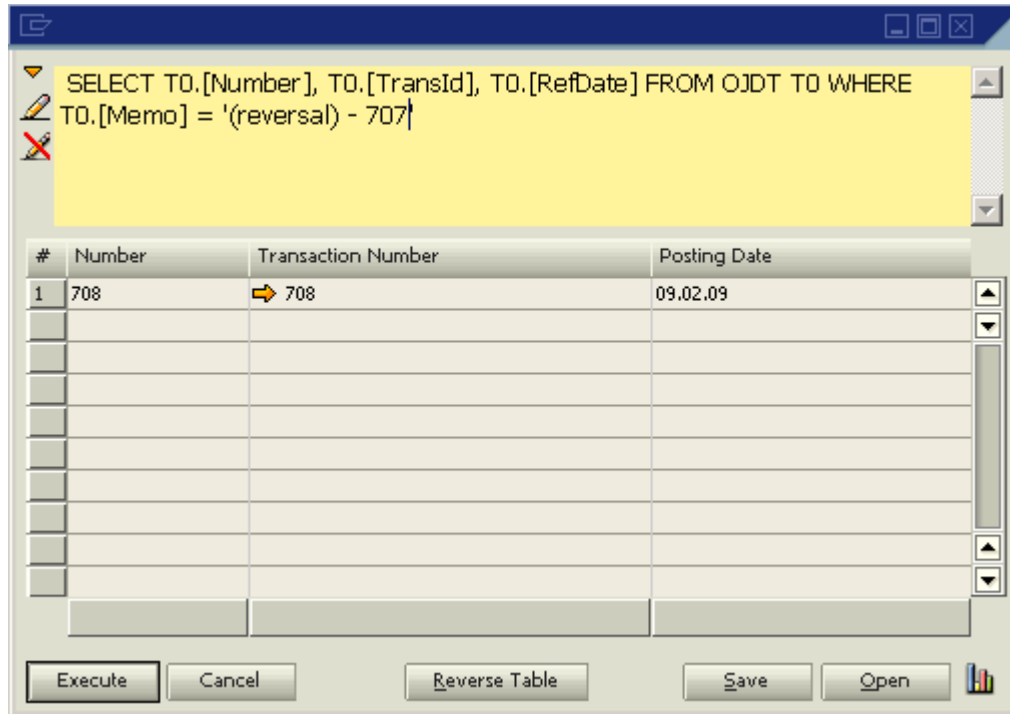 SELECT T0.[Number], T0.[TransId], T0.[RefDate] FROM OJDT T0 WHERE
T0.[Memo] = '(reversal) - 707'
# Number Transaction Number Posting Date
1 708 708 09.02.09
Execute Cancel Reverse Table Save Open